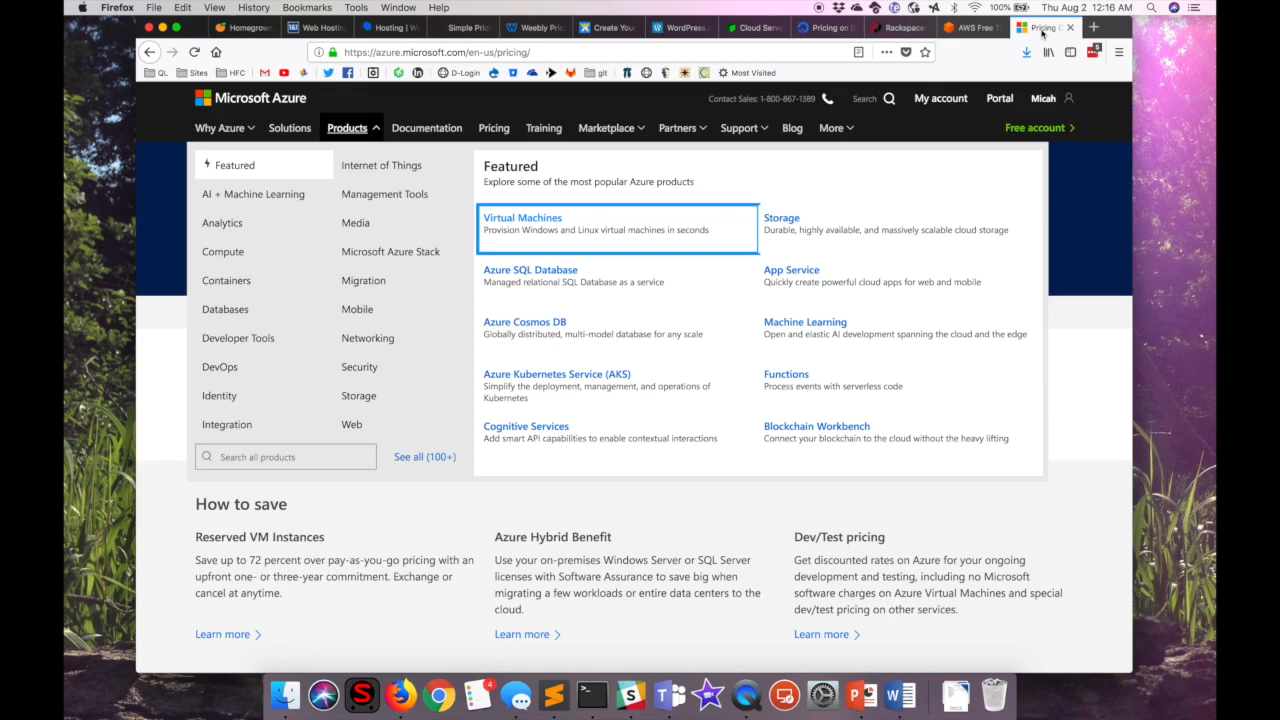 Firefox File Edit View History Bookmarks Tools Window Help
100% Thu Aug 2 12:16 AM
Homegrown
Web Hosti
Hosting | W
Simple Prici
Weebly Pric
Create Your
WordPress.
Cloud Serve
Pricing on D
Rackspace
AWS Free T
Pricing
https://azure.microsoft.com/en-us/pricing/
QL Sites HFC git D-Login Most Visited
Microsoft Azure
Contact Sales: 1-800-867-1389 Search My account Portal Micah
Why Azure Solutions Products Documentation Pricing Training Marketplace Partners Support Blog More Free account
Featured
AI + Machine Learning
Analytics
Compute
Containers
Databases
Developer Tools
DevOps
Identity
Integration
Internet of Things
Management Tools
Media
Microsoft Azure Stack
Migration
Mobile
Networking
Security
Storage
Web
Search all products
See all (100+)
Featured
Explore some of the most popular Azure products
Virtual Machines
Provision Windows and Linux virtual machines in seconds
Storage
Durable, highly available, and massively scalable cloud storage
Azure SQL Database
Managed relational SQL Database as a service
App Service
Quickly create powerful cloud apps for web and mobile
Azure Cosmos DB
Globally distributed, multi-model database for any scale
Machine Learning
Open and elastic AI development spanning the cloud and the edge
Azure Kubernetes Service (AKS)
Simplify the deployment, management, and operations of
Kubernetes
Functions
Process events with serverless code
Cognitive Services
Add smart API capabilities to enable contextual interactions
Blockchain Workbench
Connect your blockchain to the cloud without the heavy lifting
How to save
Reserved VM Instances
Save up to 72 percent over pay-as-you-go pricing with an
upfront one- or three-year commitment. Exchange or
cancel at anytime.
Learn more
Azure Hybrid Benefit
Use your on-premises Windows Server or SQL Server
licenses with Software Assurance to save big when
migrating a few workloads or entire data centers to the
cloud.
Learn more
Dev/Test pricing
Get discounted rates on Azure for your ongoing
development and testing, including no Microsoft
software charges on Azure Virtual Machines and special
dev/test pricing on other services.
Learn more
4
DOCX